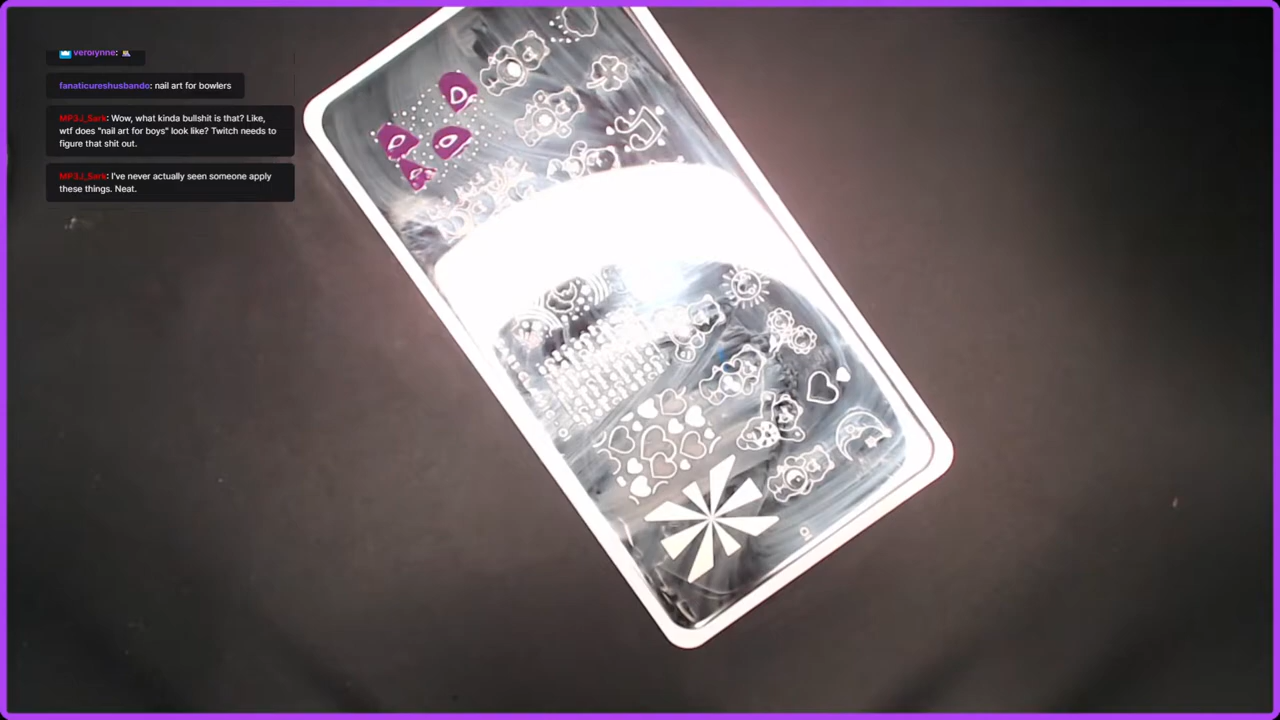 veroiynne:
fanaticureshusbando: nail art for bowlers
MP3J_Sark: Wow, what kinda bullshit is that? Like,
wtf does "nail art for boys" look like? Twitch needs to
figure that shit out.
MP3J_Sark: I've never actually seen someone apply
these things. Neat.